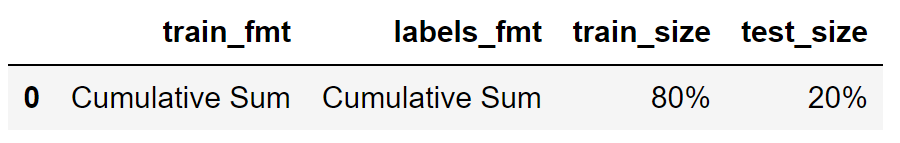 train_fmt labels_fmt train_size test_size
0 Cumulative Sum Cumulative Sum 80% 20%